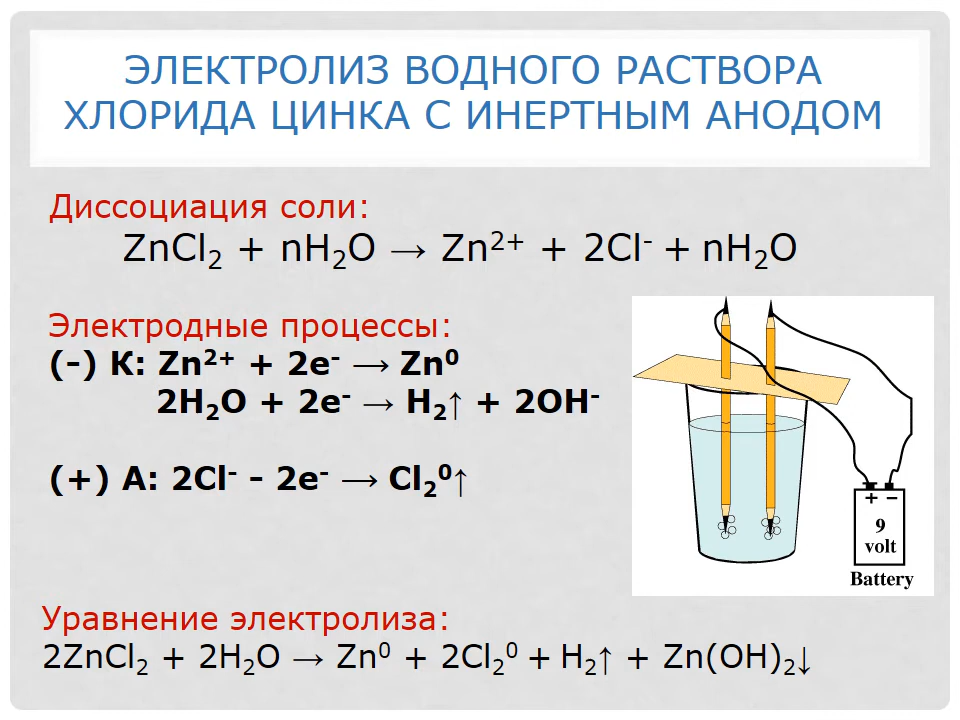 ЭЛЕКТРОЛИЗ ВОДНОГО РАСТВОРА
ХЛОРИДА ЦИНКА С ИНЕРТНЫМ АНОДОМ
Диссоциация соли:
ZnCl₂ + nH₂O → Zn²⁺ + 2Cl⁻ + nH₂O
Электродные процессы:
(–) К: Zn²⁺ + 2e⁻ → Zn⁰
2H₂O + 2e⁻ → H₂↑ + 2OH⁻
(+) А: 2Cl⁻ – 2e⁻ → Cl₂⁰↑
+ −
9
volt
Battery
Уравнение электролиза:
2ZnCl₂ + 2H₂O → Zn⁰ + 2Cl₂⁰ + H₂↑ + Zn(OH)₂↓